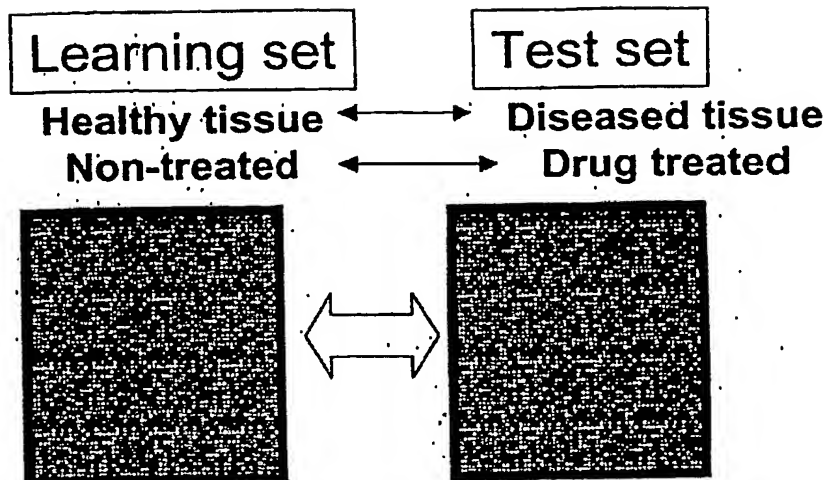 Learning set Test set
Healthy tissue Diseased tissue
Non-treated Drug treated